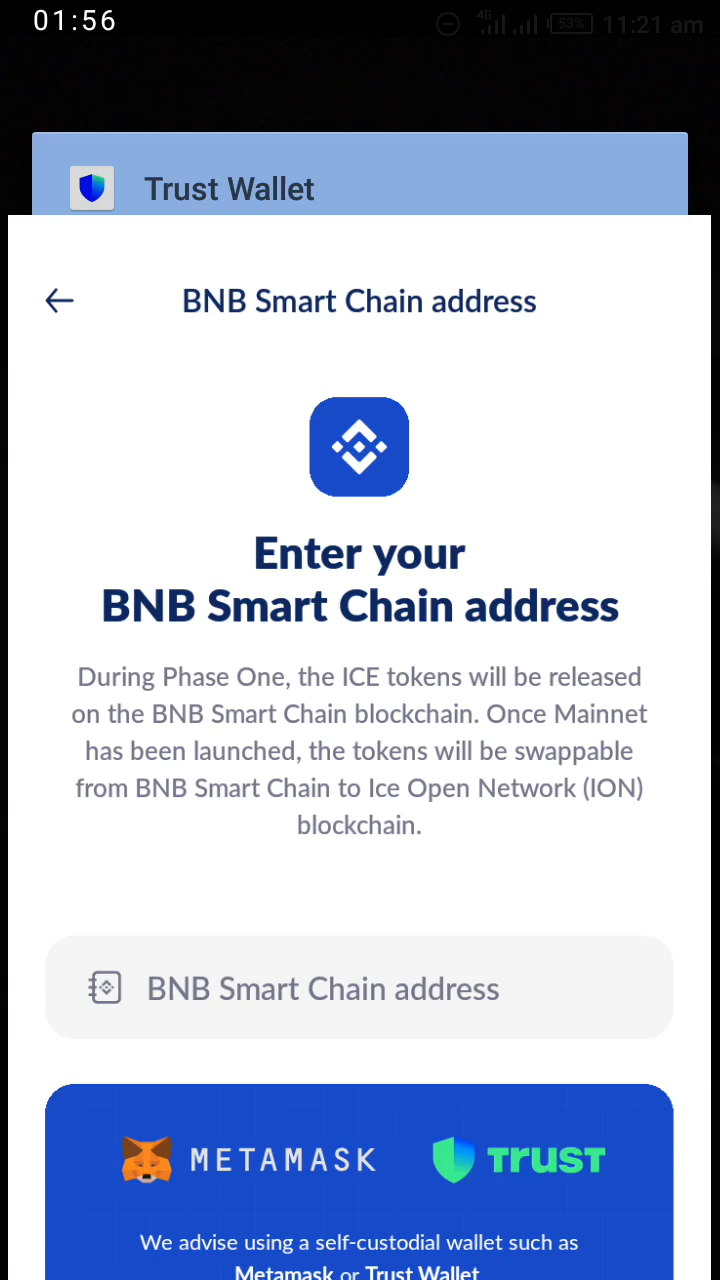 01:56
4G 53% 11:21 am
Trust Wallet
BNB Smart Chain address
Enter your
BNB Smart Chain address
During Phase One, the ICE tokens will be released
on the BNB Smart Chain blockchain. Once Mainnet
has been launched, the tokens will be swappable
from BNB Smart Chain to Ice Open Network (ION)
blockchain.
BNB Smart Chain address
METAMASK TRUST
We advise using a self-custodial wallet such as
Metamask or Trust Wallet